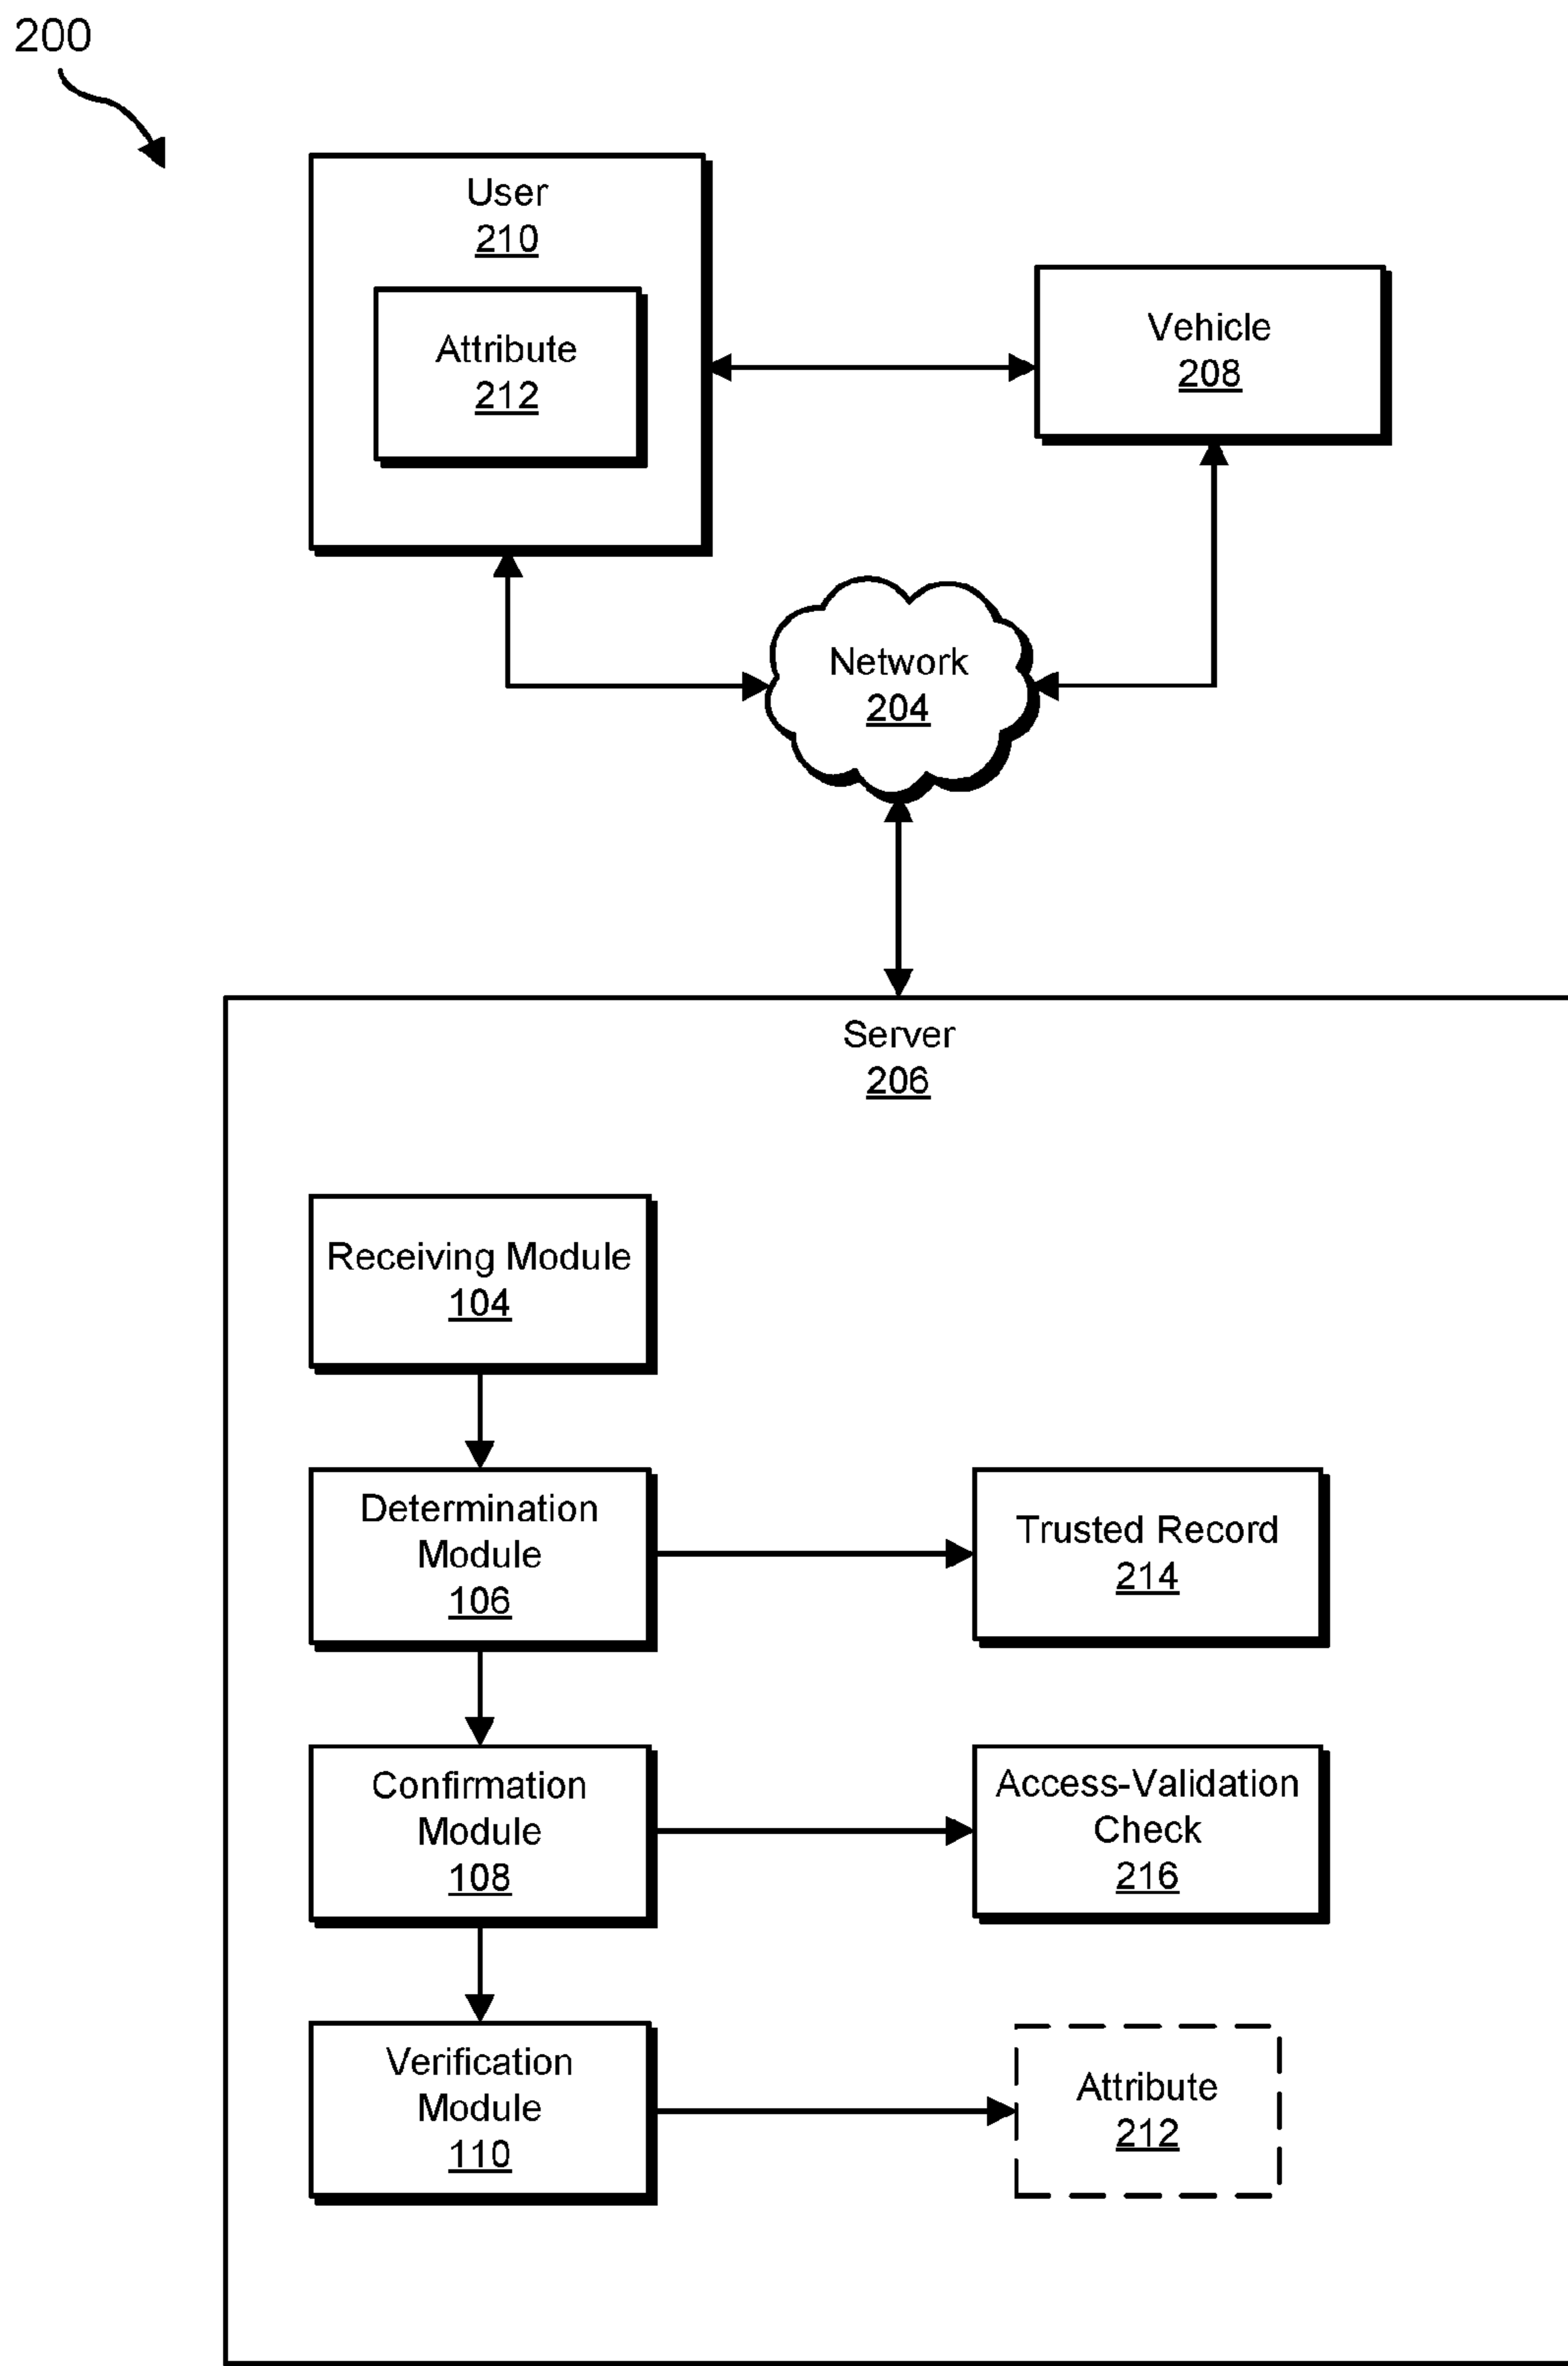 200
User
210
Attribute
212
Vehicle
208
Network
204
Server
206
Receiving Module
104
Determination
Module
106
Trusted Record
214
Confirmation
Module
108
Access-Validation
Check
216
Verification
Module
110
Attribute
212